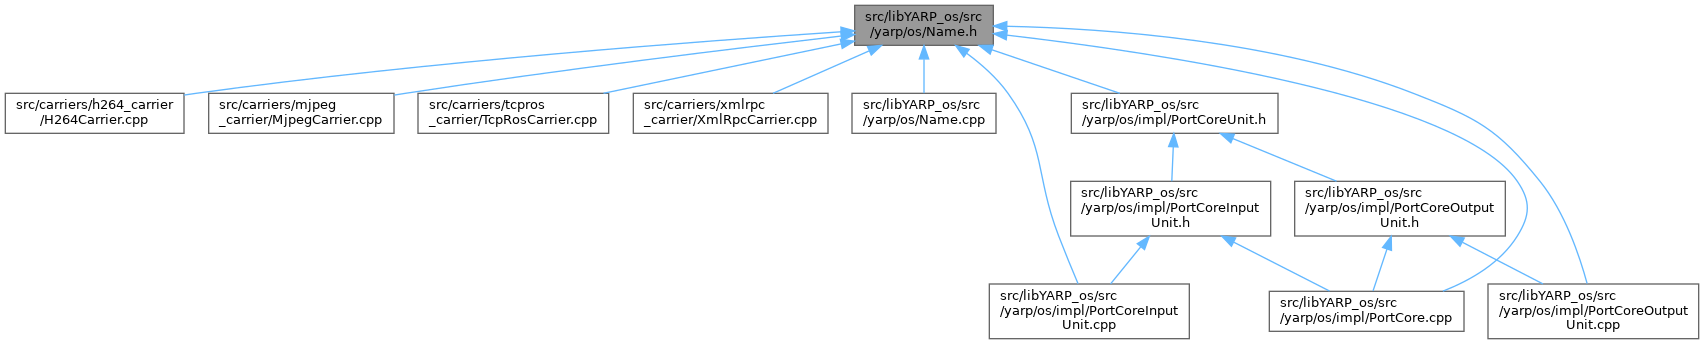 src/libYARP_os/src
/yarp/os/Name.h
src/carriers/h264_carrier
/H264Carrier.cpp
src/carriers/mjpeg
_carrier/MjpegCarrier.cpp
src/carriers/tcpros
_carrier/TcpRosCarrier.cpp
src/carriers/xmlrpc
_carrier/XmlRpcCarrier.cpp
src/libYARP_os/src
/yarp/os/Name.cpp
src/libYARP_os/src
/yarp/os/impl/PortCoreUnit.h
src/libYARP_os/src
/yarp/os/impl/PortCoreInput
Unit.h
src/libYARP_os/src
/yarp/os/impl/PortCoreOutput
Unit.h
src/libYARP_os/src
/yarp/os/impl/PortCoreInput
Unit.cpp
src/libYARP_os/src
/yarp/os/impl/PortCore.cpp
src/libYARP_os/src
/yarp/os/impl/PortCoreOutput
Unit.cpp